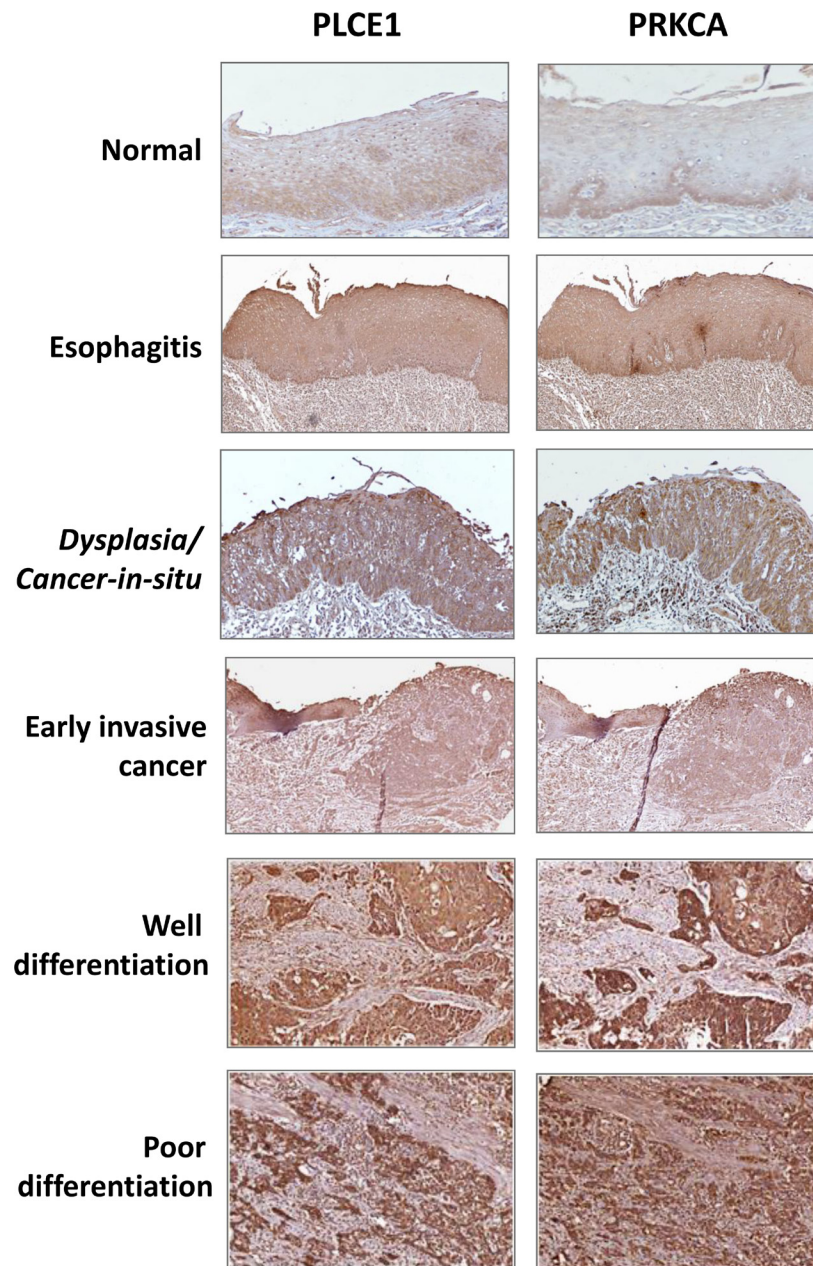 PLCE1 PRKCA
Normal
Esophagitis
Dysplasia/
Cancer-in-situ
Early invasive
cancer
Well
differentiation
Poor
differentiation